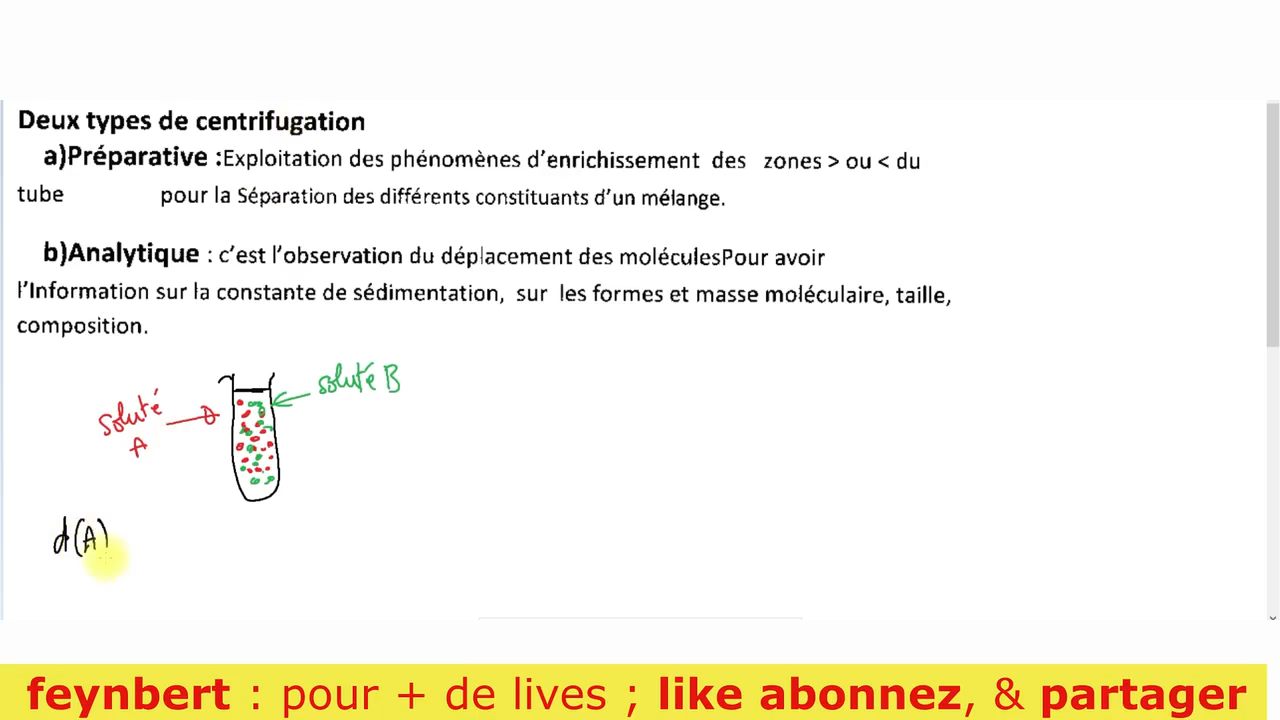 Deux types de centrifugation
a)Préparative :Exploitation des phénomènes d'enrichissement des zones > ou < du
tube pour la Séparation des différents constituants d'un mélange.
b)Analytique : c'est l'observation du déplacement des moléculesPour avoir
l'Information sur la constante de sédimentation, sur les formes et masse moléculaire, taille,
composition.
soluté B
soluté
A
d(A)
feynbert : pour + de lives ; like abonnez, & partager